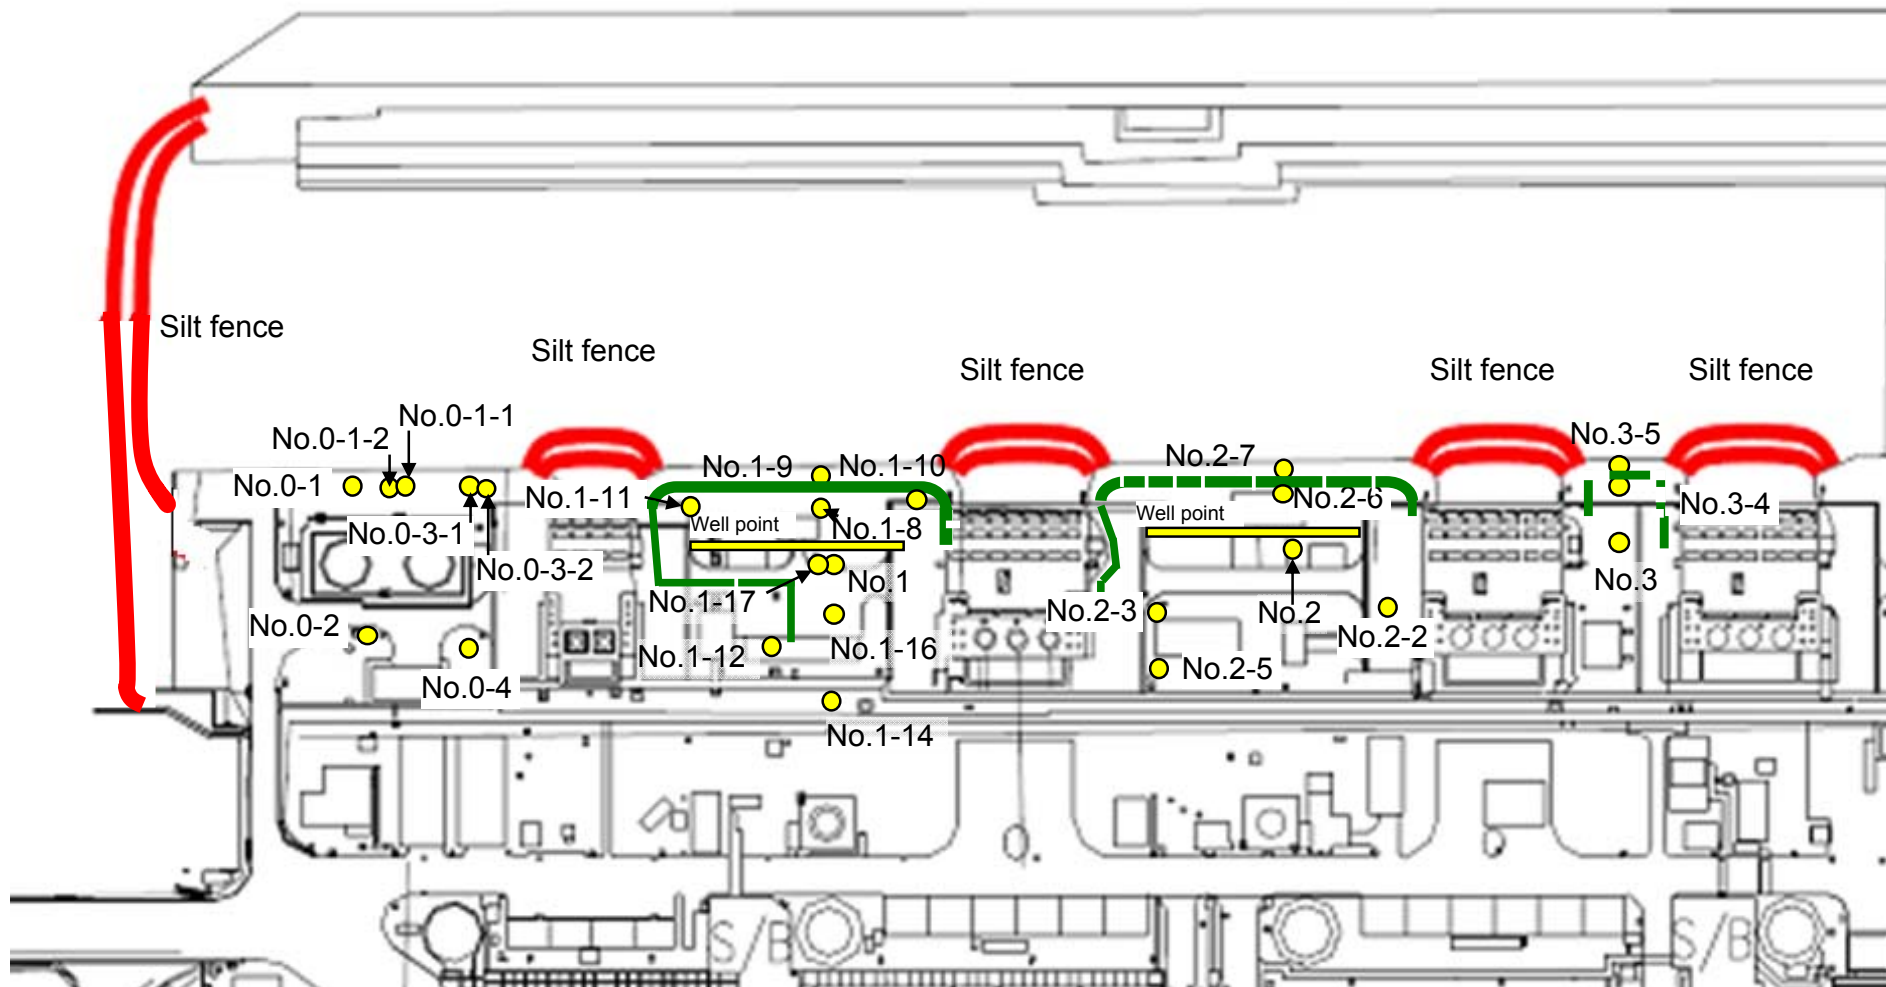 Silt fence
Silt fence
Silt fence
Silt fence
Silt fence
No.0-1-1
No.0-1-2
No.3-5
No.2-7
No.1-9
No.1-10
No.0-1
No.1-11
No.2-6
No.3-4
Well point
Well point
No.1-8
No.0-3-1
No.0-3-2
No.1
No.3
No.1-17
No.2-3
No.2
No.0-2
No.2-2
No.1-12
No.1-16
No.2-5
No.0-4
No.1-14
S/B
S/B